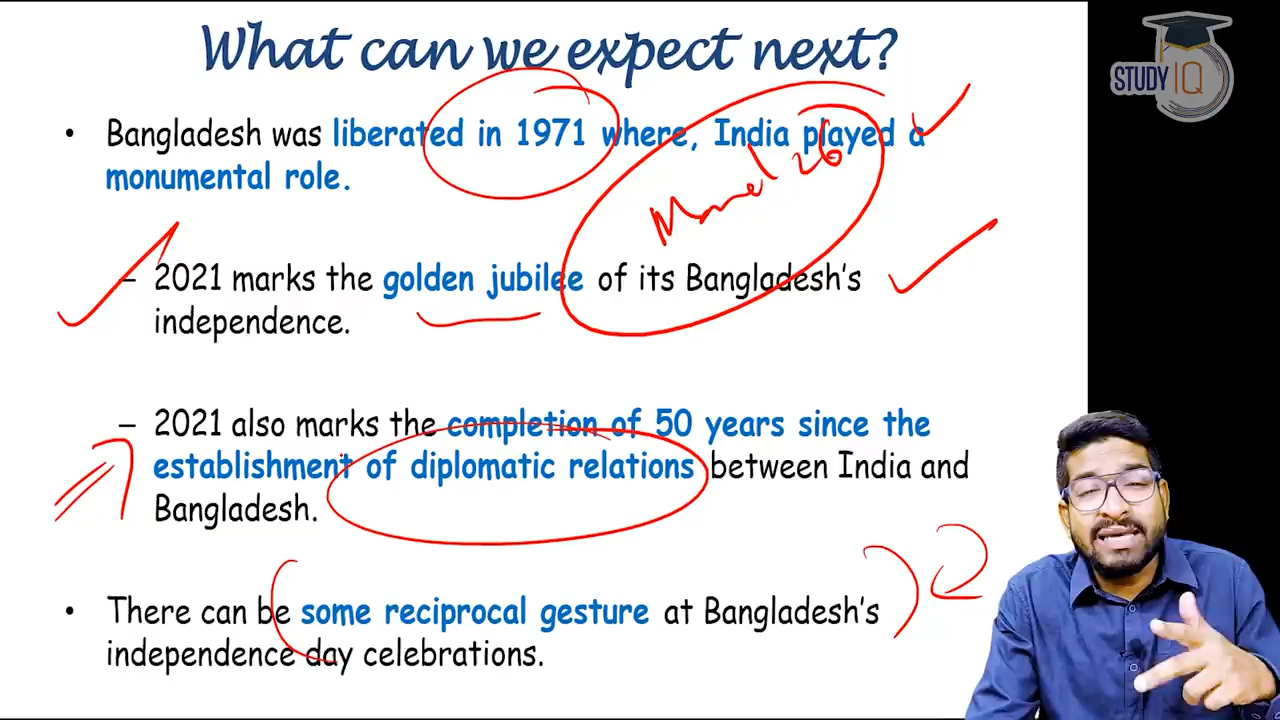 What can we expect next?
STUDY IQ
• Bangladesh was liberated in 1971 where, India played a
monumental role.
March 26
– 2021 marks the golden jubilee of its Bangladesh's
independence.
– 2021 also marks the completion of 50 years since the
establishment of diplomatic relations between India and
Bangladesh.
• There can be some reciprocal gesture at Bangladesh's
independence day celebrations.